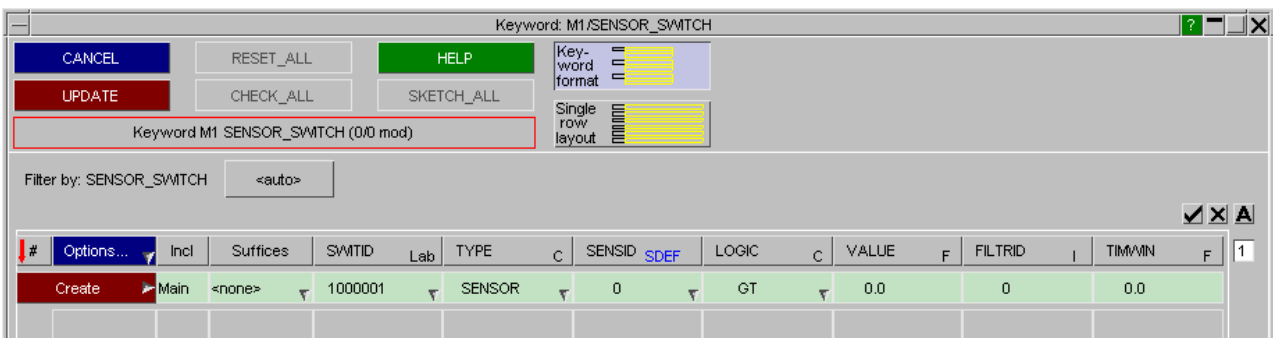 Keyword: M1/SENSOR_SWITCH ?
CANCEL RESET_ALL HELP
Key-
word
format
UPDATE CHECK_ALL SKETCH_ALL
Single
row
layout
Keyword M1 SENSOR_SWITCH (0/0 mod)
Filter by: SENSOR_SWITCH <auto>
A
# Options... Incl Suffices SWITID Lab TYPE C SENSID SDEF LOGIC C VALUE F FILTRID I TIMWIN F 1
Create Main <none> 1000001 SENSOR 0 GT 0.0 0 0.0